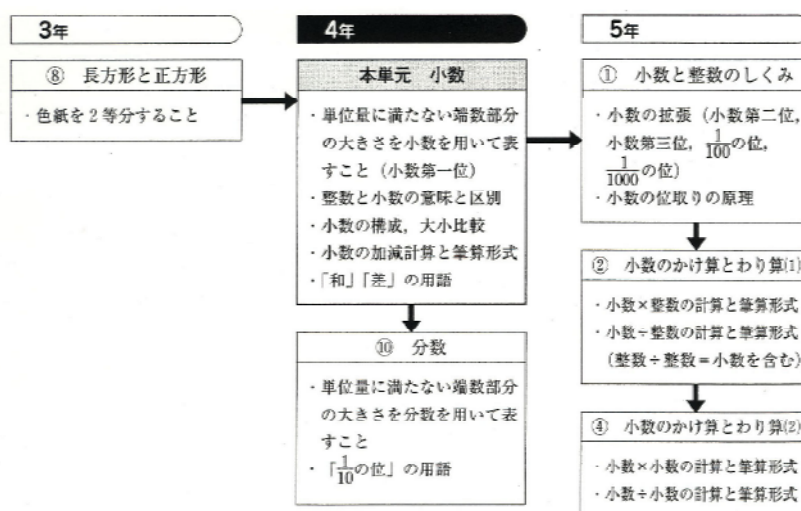 3年
⑧ 長方形と正方形
・色紙を2等分すること
4年
本単元 小数
・単位量に満たない端数部分
の大きさを小数を用いて表
すこと（小数第一位）
・整数と小数の意味と区別
・小数の構成，大小比較
・小数の加減計算と筆算形式
・「和」「差」の用語
⑩ 分数
・単位量に満たない端数部分
の大きさを分数を用いて表
すこと
・「1/10の位」の用語
5年
① 小数と整数のしくみ
・小数の拡張（小数第二位，
小数第三位，1/100の位，
1/1000の位）
・小数の位取りの原理
② 小数のかけ算とわり算(1)
・小数×整数の計算と筆算形式
・小数÷整数の計算と筆算形式
（整数÷整数＝小数を含む）
④ 小数のかけ算とわり算(2)
・小数×小数の計算と筆算形式
・小数÷小数の計算と筆算形式